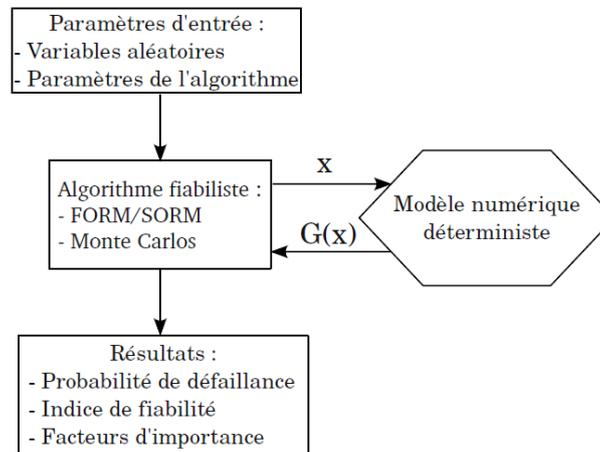 Paramètres d'entrée :
- Variables aléatoires
- Paramètres de l'algorithme
Algorithme fiabiliste :
- FORM/SORM
- Monte Carlos
x
G(x)
Modèle numérique
déterministe
Résultats :
- Probabilité de défaillance
- Indice de fiabilité
- Facteurs d'importance